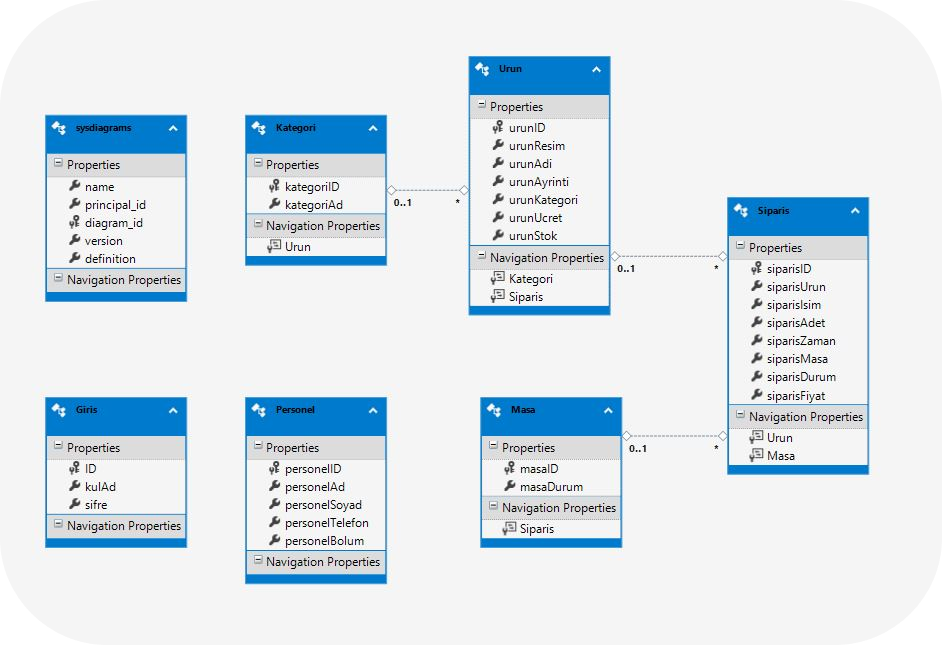 sysdiagrams
Properties
name
principal_id
diagram_id
version
definition
Navigation Properties
Kategori
Properties
kategoriID
kategoriAd
Navigation Properties
Urun
0..1
*
Urun
Properties
urunID
urunResim
urunAdi
urunAyrinti
urunKategori
urunUcret
urunStok
Navigation Properties
Kategori
Siparis
0..1
*
Siparis
Properties
siparisID
siparisUrun
siparisIsim
siparisAdet
siparisZaman
siparisMasa
siparisDurum
siparisFiyat
Navigation Properties
Urun
Masa
Giris
Properties
ID
kulAd
sifre
Navigation Properties
Personel
Properties
personelID
personelAd
personelSoyad
personelTelefon
personelBolum
Navigation Properties
Masa
Properties
masaID
masaDurum
Navigation Properties
Siparis
0..1
*